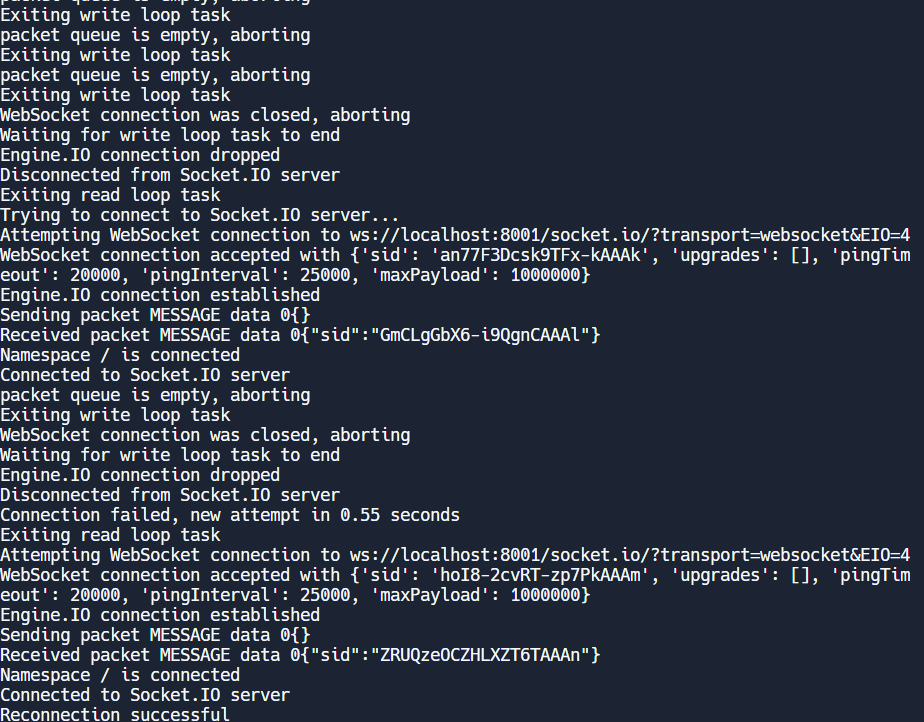 packet queue is empty, aborting
Exiting write loop task
packet queue is empty, aborting
Exiting write loop task
packet queue is empty, aborting
Exiting write loop task
WebSocket connection was closed, aborting
Waiting for write loop task to end
Engine.IO connection dropped
Disconnected from Socket.IO server
Exiting read loop task
Trying to connect to Socket.IO server...
Attempting WebSocket connection to ws://localhost:8001/socket.io/?transport=websocket&EIO=4
WebSocket connection accepted with {'sid': 'an77F3Dcsk9TFx-kAAAk', 'upgrades': [], 'pingTim
eout': 20000, 'pingInterval': 25000, 'maxPayload': 1000000}
Engine.IO connection established
Sending packet MESSAGE data 0{}
Received packet MESSAGE data 0{"sid":"GmCLgGbX6-i9QgnCAAAl"}
Namespace / is connected
Connected to Socket.IO server
packet queue is empty, aborting
Exiting write loop task
WebSocket connection was closed, aborting
Waiting for write loop task to end
Engine.IO connection dropped
Disconnected from Socket.IO server
Connection failed, new attempt in 0.55 seconds
Exiting read loop task
Attempting WebSocket connection to ws://localhost:8001/socket.io/?transport=websocket&EIO=4
WebSocket connection accepted with {'sid': 'hoI8-2cvRT-zp7PkAAAm', 'upgrades': [], 'pingTim
eout': 20000, 'pingInterval': 25000, 'maxPayload': 1000000}
Engine.IO connection established
Sending packet MESSAGE data 0{}
Received packet MESSAGE data 0{"sid":"ZRUQzeOCZHLXZT6TAAAn"}
Namespace / is connected
Connected to Socket.IO server
Reconnection successful